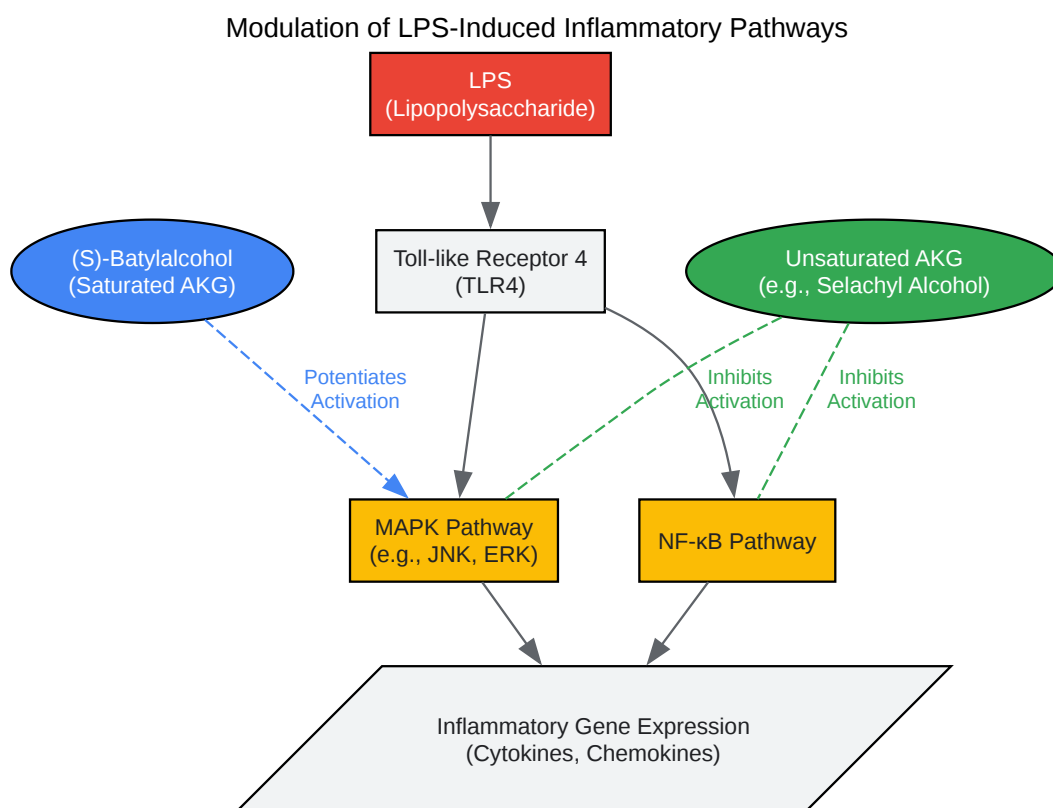 Modulation of LPS-Induced Inflammatory Pathways
LPS
(Lipopolysaccharide)
(S)-Batylalcohol
(Saturated AKG)
Toll-like Receptor 4
(TLR4)
Unsaturated AKG
(e.g., Selachyl Alcohol)
Potentiates
Activation
Inhibits
Activation
Inhibits
Activation
MAPK Pathway
(e.g., JNK, ERK)
NF-κB Pathway
Inflammatory Gene Expression
(Cytokines, Chemokines)